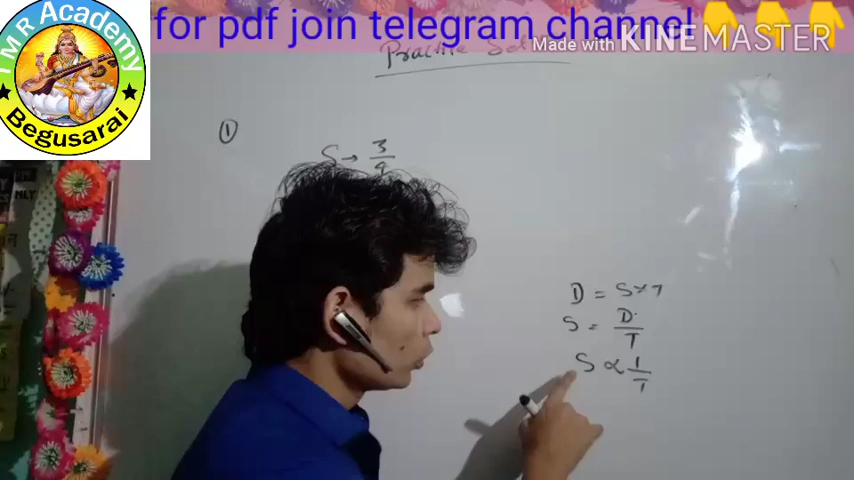 for pdf join telegram channel
Made with KINEMASTER
T M R Academy
Begusarai
Practice Set
①
S → 3/4
D = S × T
S = D/T
S ∝ 1/T